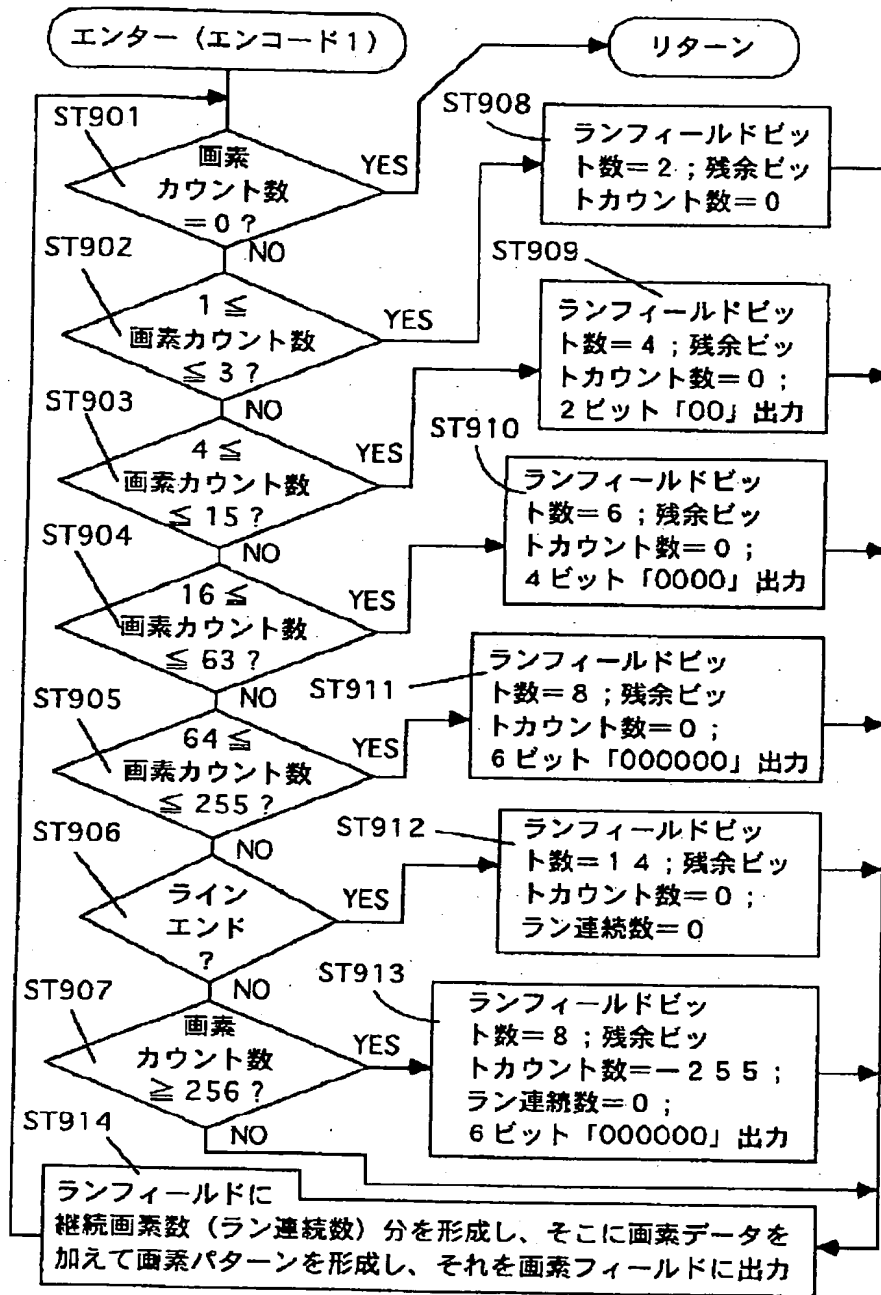 エンター（エンコード1）
リターン
ST901
画素
カウント数
=0？
YES
NO
ST908
ランフィールドビッ
ト数=2；残余ビッ
トカウント数=0
ST902
1≦
画素カウント数
≦3？
YES
NO
ST909
ランフィールドビッ
ト数=4；残余ビッ
トカウント数=0；
2ビット「00」出力
ST903
4≦
画素カウント数
≦15？
YES
NO
ST910
ランフィールドビッ
ト数=6；残余ビッ
トカウント数=0；
4ビット「0000」出力
ST904
16≦
画素カウント数
≦63？
YES
NO
ST911
ランフィールドビッ
ト数=8；残余ビッ
トカウント数=0；
6ビット「000000」出力
ST905
64≦
画素カウント数
≦255？
YES
NO
ST912
ランフィールドビッ
ト数=14；残余ビッ
トカウント数=0；
ラン連続数=0
ST906
ライン
エンド
？
YES
NO
ST913
ランフィールドビッ
ト数=8；残余ビッ
トカウント数=－255；
ラン連続数=0；
6ビット「000000」出力
ST907
画素
カウント数
≧256？
YES
NO
ST914
ランフィールドに
継続画素数（ラン連続数）分を形成し、そこに画素データを
加えて画素パターンを形成し、それを画素フィールドに出力